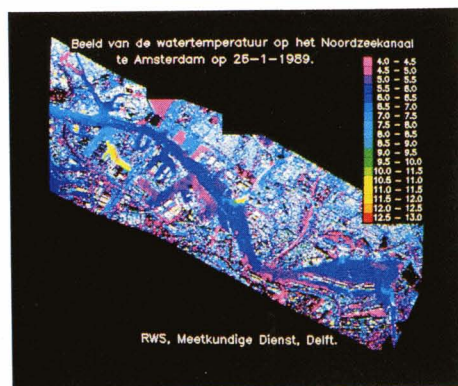 Beeld van de watertemperatuur op het Noordzeekanaal
te Amsterdam op 26-1-1989.
4.0 - 4.5
4.5 - 5.0
5.0 - 5.5
5.5 - 6.0
6.0 - 6.5
6.5 - 7.0
7.0 - 7.5
7.5 - 8.0
8.0 - 8.5
8.5 - 9.0
9.0 - 9.5
9.5 - 10.0
10.0 - 10.5
10.5 - 11.0
11.0 - 11.5
11.5 - 12.0
12.0 - 12.5
12.5 - 13.0
RWS, Meetkundige Dienst, Delft.